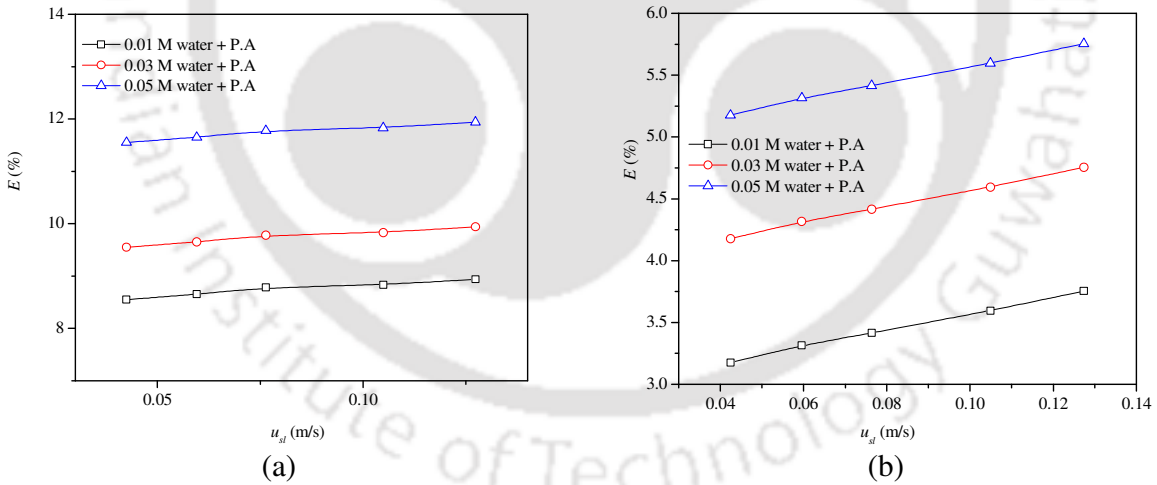 14
12
10
8
E (%)
0.01 M water + P.A
0.03 M water + P.A
0.05 M water + P.A
0.05
0.10
u_sl (m/s)
(a)
6.0
5.5
5.0
4.5
4.0
3.5
3.0
E (%)
0.01 M water + P.A
0.03 M water + P.A
0.05 M water + P.A
0.04
0.06
0.08
0.10
0.12
0.14
u_sl (m/s)
(b)
Indian Institute of Technology Guwahati